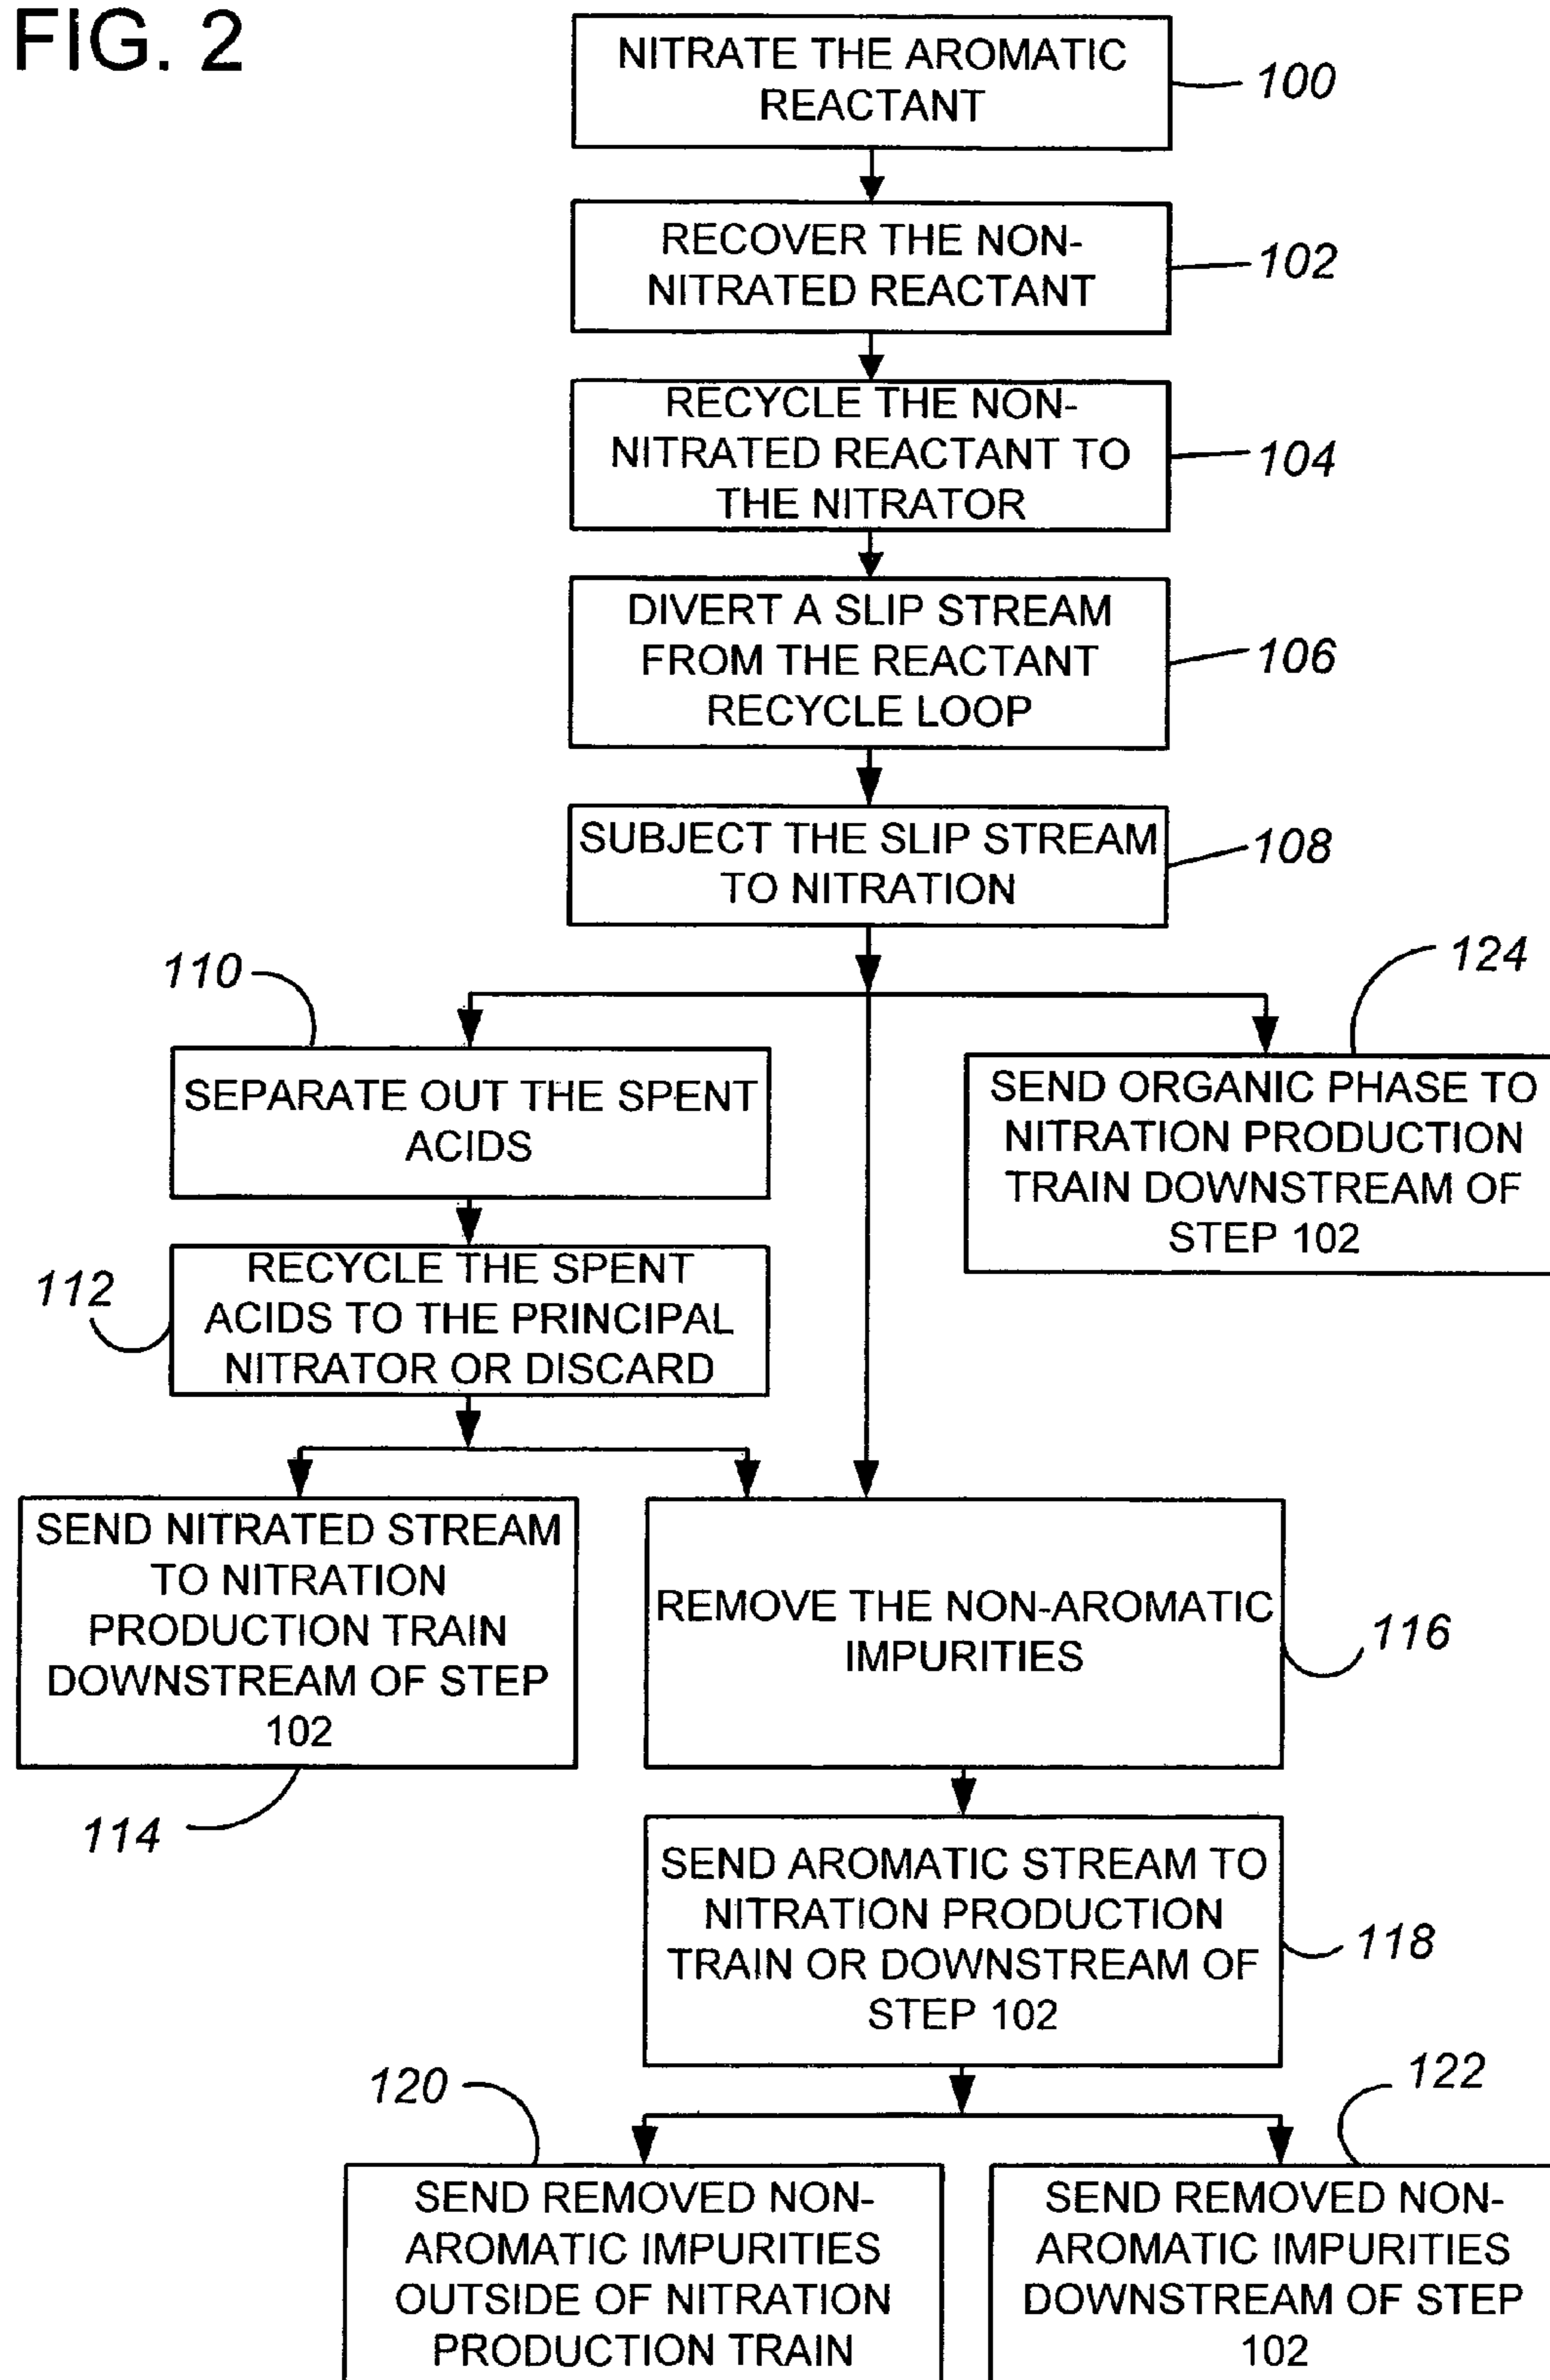 FIG. 2
NITRATE THE AROMATIC
REACTANT
100
RECOVER THE NON-
NITRATED REACTANT
102
RECYCLE THE NON-
NITRATED REACTANT TO
THE NITRATOR
104
DIVERT A SLIP STREAM
FROM THE REACTANT
RECYCLE LOOP
106
SUBJECT THE SLIP STREAM
TO NITRATION
108
110
SEPARATE OUT THE SPENT
ACIDS
124
SEND ORGANIC PHASE TO
NITRATION PRODUCTION
TRAIN DOWNSTREAM OF
STEP 102
112
RECYCLE THE SPENT
ACIDS TO THE PRINCIPAL
NITRATOR OR DISCARD
SEND NITRATED STREAM
TO NITRATION
PRODUCTION TRAIN
DOWNSTREAM OF STEP
102
114
REMOVE THE NON-AROMATIC
IMPURITIES
116
SEND AROMATIC STREAM TO
NITRATION PRODUCTION
TRAIN OR DOWNSTREAM OF
STEP 102
118
120
SEND REMOVED NON-
AROMATIC IMPURITIES
OUTSIDE OF NITRATION
PRODUCTION TRAIN
122
SEND REMOVED NON-
AROMATIC IMPURITIES
DOWNSTREAM OF STEP
102